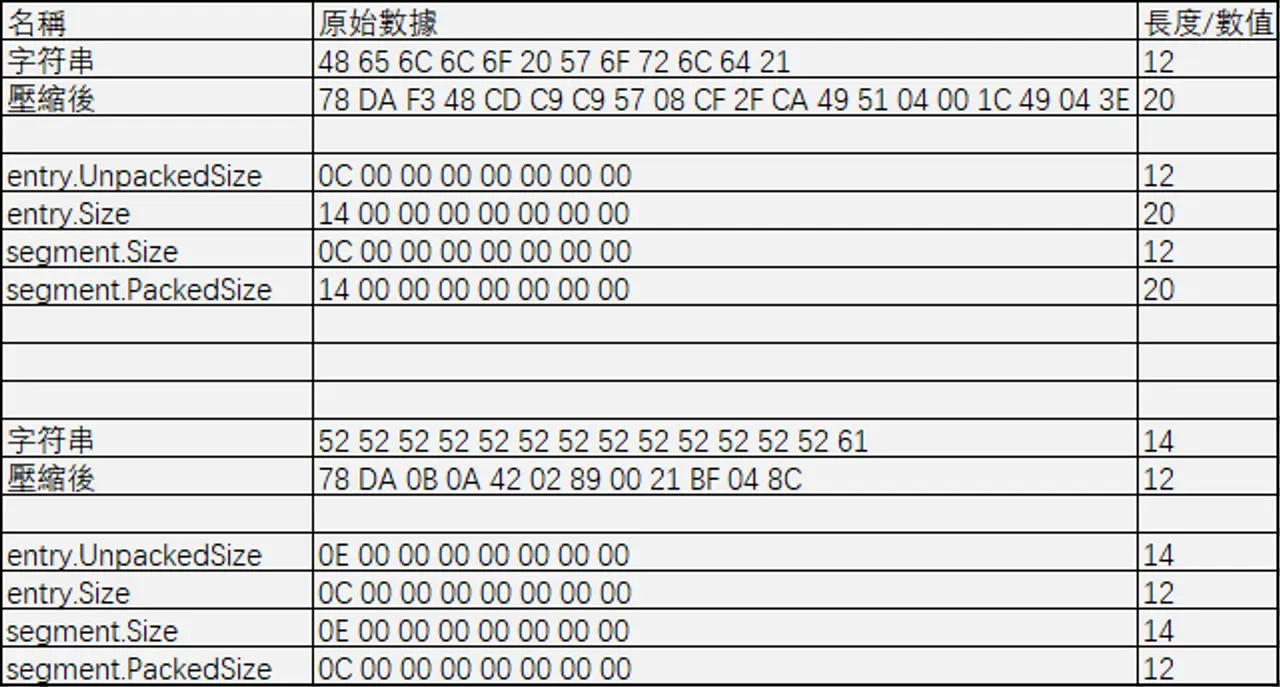 名稱 原始數據 長度/數值
字符串 48 65 6C 6C 6F 20 57 6F 72 6C 64 21 12
壓縮後 78 DA F3 48 CD C9 C9 57 08 CF 2F CA 49 51 04 00 1C 49 04 3E 20
entry.UnpackedSize 0C 00 00 00 00 00 00 00 12
entry.Size 14 00 00 00 00 00 00 00 20
segment.Size 0C 00 00 00 00 00 00 00 12
segment.PackedSize 14 00 00 00 00 00 00 00 20
字符串 52 52 52 52 52 52 52 52 52 52 52 52 52 61 14
壓縮後 78 DA 0B 0A 42 02 89 00 21 BF 04 8C 12
entry.UnpackedSize 0E 00 00 00 00 00 00 00 14
entry.Size 0C 00 00 00 00 00 00 00 12
segment.Size 0E 00 00 00 00 00 00 00 14
segment.PackedSize 0C 00 00 00 00 00 00 00 12